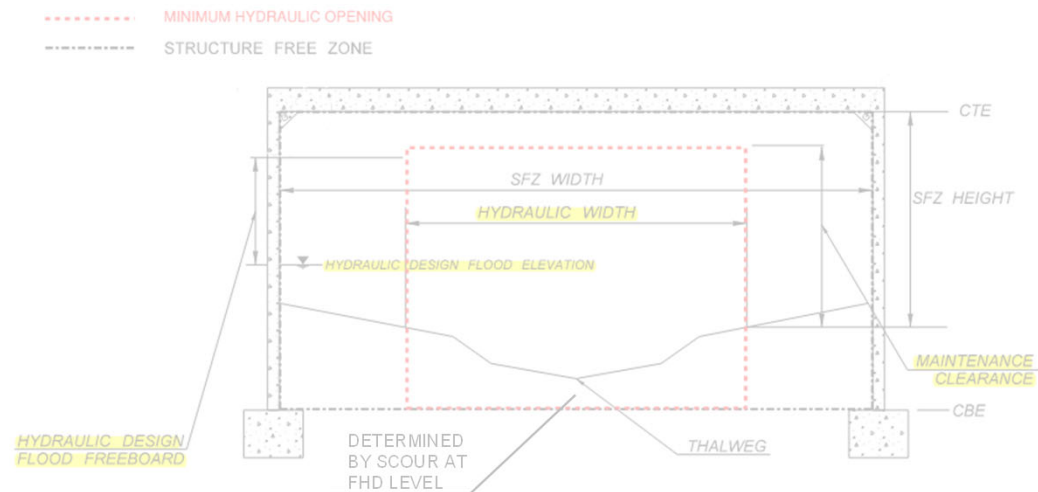 MINIMUM HYDRAULIC OPENING
STRUCTURE FREE ZONE
CTE
SFZ WIDTH
SFZ HEIGHT
HYDRAULIC WIDTH
HYDRAULIC DESIGN FLOOD ELEVATION
MAINTENANCE
CLEARANCE
CBE
HYDRAULIC DESIGN
FLOOD FREEBOARD
DETERMINED
BY SCOUR AT
FHD LEVEL
THALWEG